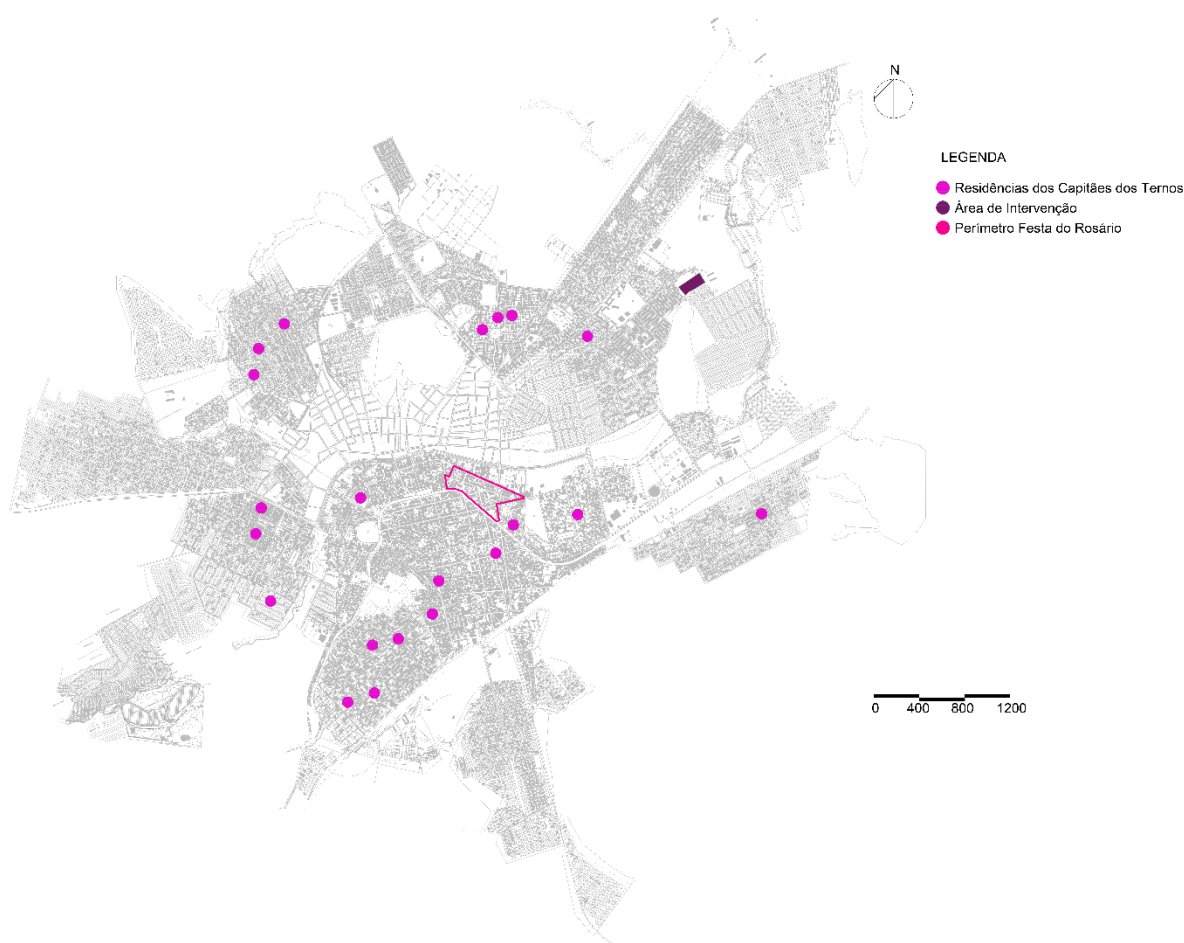 N
LEGENDA
Residências dos Capitães dos Ternos
Área de Intervenção
Perímetro Festa do Rosário
0 400 800 1200